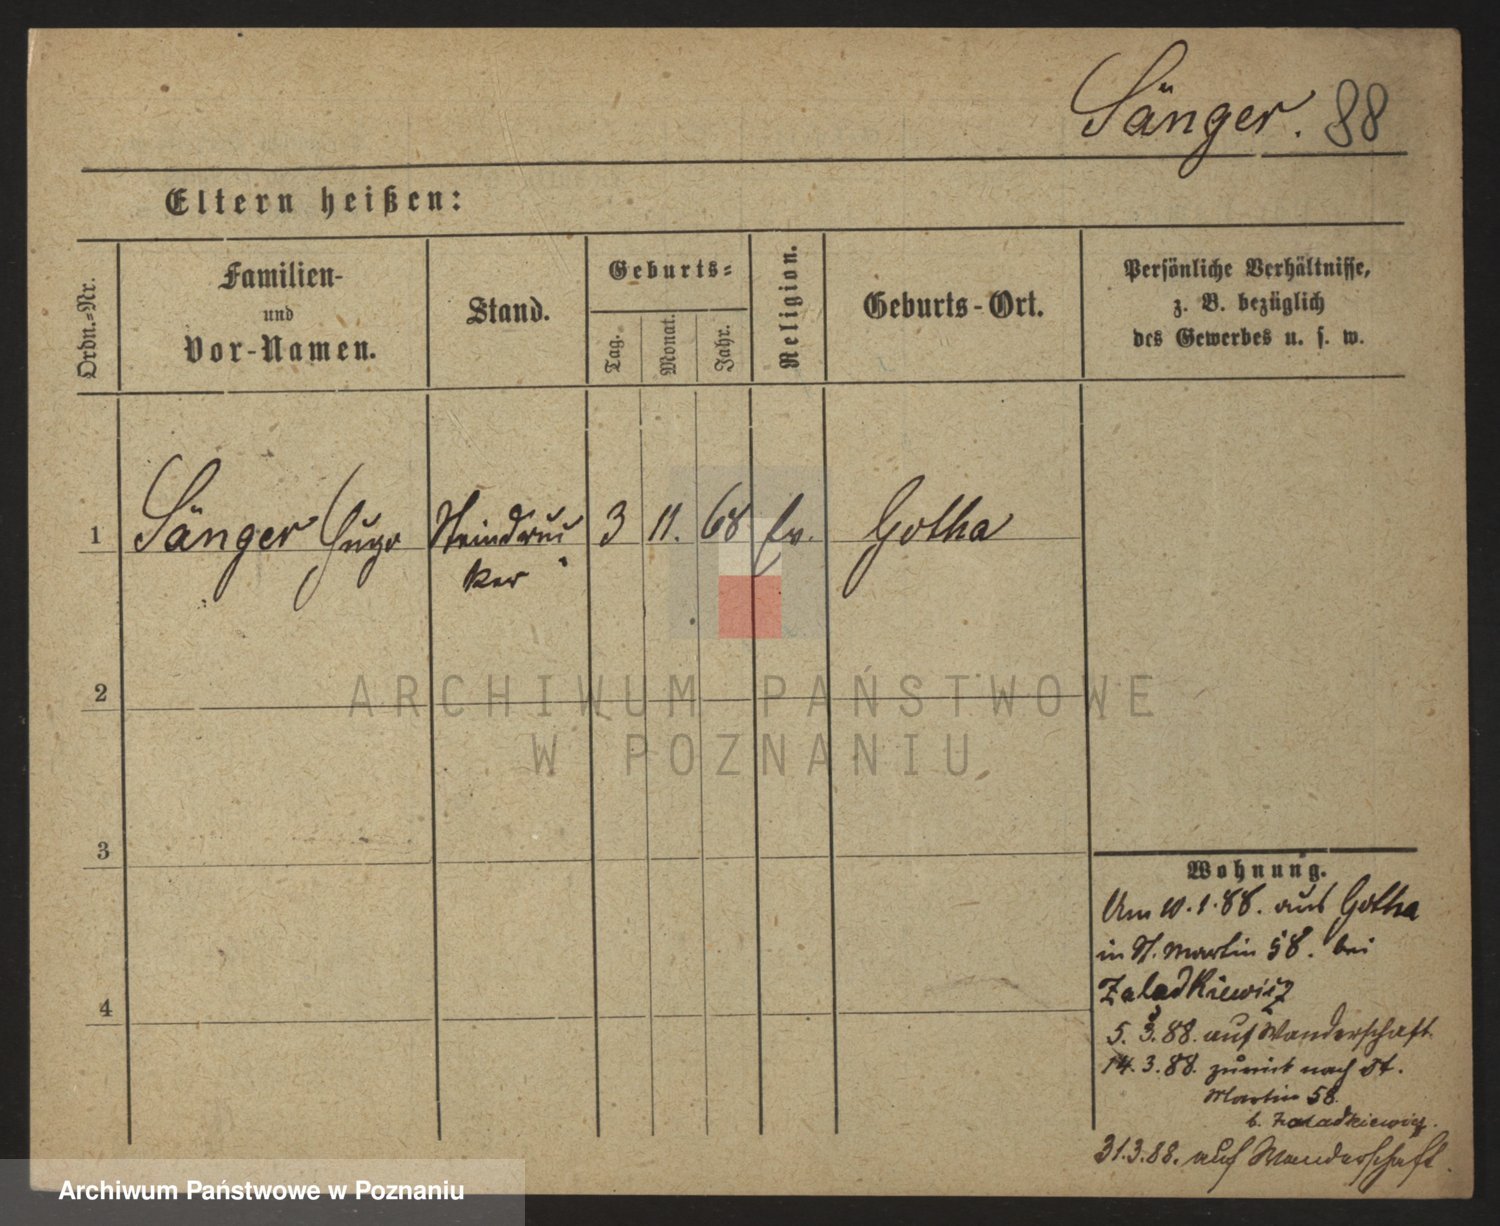 Sänger. 88
Eltern heißen:
Ordn.-Nr.
Familien-
und
Vor-Namen.
Stand.
Geburts-
Tag.
Monat.
Jahr.
Religion.
Geburts-Ort.
Persönliche Verhältnisse,
z. B. bezüglich
des Gewerbes u. s. w.
1 Sänger Hugo Steindruc 3 11. 68 Ev. Gotha
ker
2
3
4
ARCHIWUM PAŃSTWOWE
W POZNANIU
Wohnung.
Am 10.1.88. aus Gotha
in St. Martin 58. bei
Zaladkiewicz
5. 3. 88. auf Wanderschaft
14. 3. 88. zurück nach St.
Martin 58.
b. Zaladkiewicz.
31.3.88. auf Wanderschaft.
Archiwum Państwowe w Poznaniu